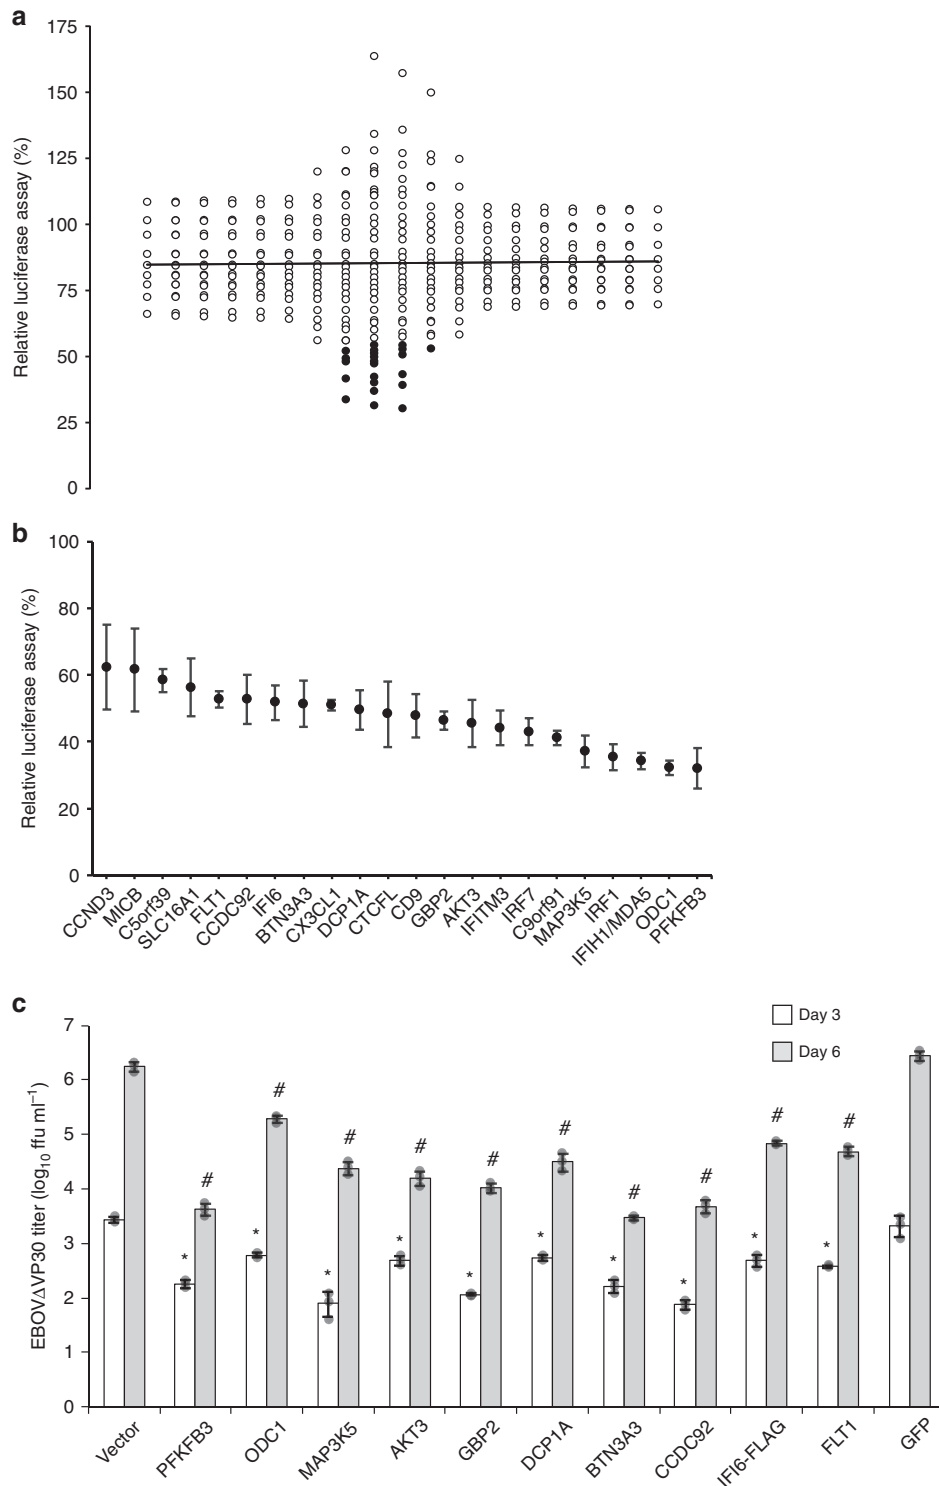 a
Relative luciferase assay (%)
175
150
125
100
75
50
25
0
b
Relative luciferase assay (%)
100
80
60
40
20
0
CCND3
MICB
C5orf39
SLC16A1
FLT1
CCDC92
IFI6
BTN3A3
CX3CL1
DCP1A
CTCFL
CD9
GBP2
AKT3
IFITM3
IRF7
C9orf91
MAP3K5
IRF1
IFIH1/MDA5
ODC1
PFKFB3
c
EBOVΔVP30 titer (log₁₀ ffu ml⁻¹)
7
6
5
4
3
2
1
0
Day 3
Day 6
* #
* #
* #
* #
* #
* #
* #
* #
* #
* #
Vector
PFKFB3
ODC1
MAP3K5
AKT3
GBP2
DCP1A
BTN3A3
CCDC92
IFI6-FLAG
FLT1
GFP